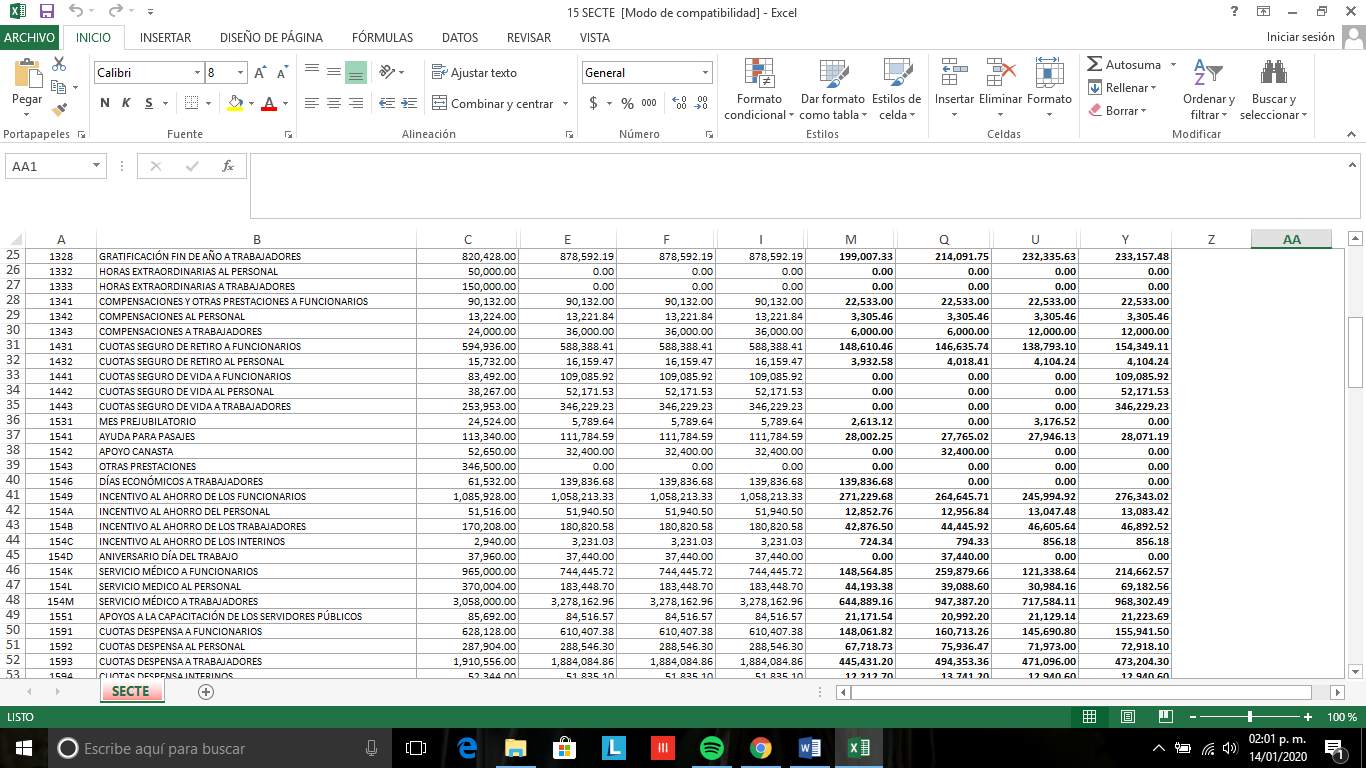 15 SECTE [Modo de compatibilidad] - Excel
ARCHIVO INICIO INSERTAR DISEÑO DE PÁGINA FÓRMULAS DATOS REVISAR VISTA Iniciar sesión
Calibri 8 Ajustar texto General Autosuma
Pegar N K S Combinar y centrar $ % 000 Formato condicional Dar formato como tabla Estilos de celda Insertar Eliminar Formato Rellenar Borrar Ordenar y filtrar Buscar y seleccionar
Portapapeles Fuente Alineación Número Estilos Celdas Modificar
AA1 fx
A B C E F I M Q U Y Z AA
25 1328 GRATIFICACIÓN FIN DE AÑO A TRABAJADORES 820,428.00 878,592.19 878,592.19 878,592.19 199,007.33 214,091.75 232,335.63 233,157.48
26 1332 HORAS EXTRAORDINARIAS AL PERSONAL 50,000.00 0.00 0.00 0.00 0.00 0.00 0.00 0.00
27 1333 HORAS EXTRAORDINARIAS A TRABAJADORES 150,000.00 0.00 0.00 0.00 0.00 0.00 0.00 0.00
28 1341 COMPENSACIONES Y OTRAS PRESTACIONES A FUNCIONARIOS 90,132.00 90,132.00 90,132.00 90,132.00 22,533.00 22,533.00 22,533.00 22,533.00
29 1342 COMPENSACIONES AL PERSONAL 13,224.00 13,221.84 13,221.84 13,221.84 3,305.46 3,305.46 3,305.46 3,305.46
30 1343 COMPENSACIONES A TRABAJADORES 24,000.00 36,000.00 36,000.00 36,000.00 6,000.00 6,000.00 12,000.00 12,000.00
31 1431 CUOTAS SEGURO DE RETIRO A FUNCIONARIOS 594,936.00 588,388.41 588,388.41 588,388.41 148,610.46 146,635.74 138,793.10 154,349.11
32 1432 CUOTAS SEGURO DE RETIRO AL PERSONAL 15,732.00 16,159.47 16,159.47 16,159.47 3,932.58 4,018.41 4,104.24 4,104.24
33 1441 CUOTAS SEGURO DE VIDA A FUNCIONARIOS 83,492.00 109,085.92 109,085.92 109,085.92 0.00 0.00 0.00 109,085.92
34 1442 CUOTAS SEGURO DE VIDA AL PERSONAL 38,267.00 52,171.53 52,171.53 52,171.53 0.00 0.00 0.00 52,171.53
35 1443 CUOTAS SEGURO DE VIDA A TRABAJADORES 253,953.00 346,229.23 346,229.23 346,229.23 0.00 0.00 0.00 346,229.23
36 1531 MES PREJUBILATORIO 24,524.00 5,789.64 5,789.64 5,789.64 2,613.12 0.00 3,176.52 0.00
37 1541 AYUDA PARA PASAJES 113,340.00 111,784.59 111,784.59 111,784.59 28,002.25 27,765.02 27,946.13 28,071.19
38 1542 APOYO CANASTA 52,650.00 32,400.00 32,400.00 32,400.00 0.00 32,400.00 0.00 0.00
39 1543 OTRAS PRESTACIONES 346,500.00 0.00 0.00 0.00 0.00 0.00 0.00 0.00
40 1546 DÍAS ECONÓMICOS A TRABAJADORES 61,532.00 139,836.68 139,836.68 139,836.68 139,836.68 0.00 0.00 0.00
41 1549 INCENTIVO AL AHORRO DE LOS FUNCIONARIOS 1,085,928.00 1,058,213.33 1,058,213.33 1,058,213.33 271,229.68 264,645.71 245,994.92 276,343.02
42 154A INCENTIVO AL AHORRO DEL PERSONAL 51,516.00 51,940.50 51,940.50 51,940.50 12,852.76 12,956.84 13,047.48 13,083.42
43 154B INCENTIVO AL AHORRO DE LOS TRABAJADORES 170,208.00 180,820.58 180,820.58 180,820.58 42,876.50 44,445.92 46,605.64 46,892.52
44 154C INCENTIVO AL AHORRO DE LOS INTERINOS 2,940.00 3,231.03 3,231.03 3,231.03 724.34 794.33 856.18 856.18
45 154D ANIVERSARIO DÍA DEL TRABAJO 37,960.00 37,440.00 37,440.00 37,440.00 0.00 37,440.00 0.00 0.00
46 154K SERVICIO MÉDICO A FUNCIONARIOS 965,000.00 744,445.72 744,445.72 744,445.72 148,564.85 259,879.66 121,338.64 214,662.57
47 154L SERVICIO MEDICO AL PERSONAL 370,004.00 183,448.70 183,448.70 183,448.70 44,193.38 39,088.60 30,984.16 69,182.56
48 154M SERVICIO MÉDICO A TRABAJADORES 3,058,000.00 3,278,162.96 3,278,162.96 3,278,162.96 644,889.16 947,387.20 717,584.11 968,302.49
49 1551 APOYOS A LA CAPACITACIÓN DE LOS SERVIDORES PÚBLICOS 85,692.00 84,516.57 84,516.57 84,516.57 21,171.54 20,992.20 21,129.14 21,223.69
50 1591 CUOTAS DESPENSA A FUNCIONARIOS 628,128.00 610,407.38 610,407.38 610,407.38 148,061.82 160,713.26 145,690.80 155,941.50
51 1592 CUOTAS DESPENSA AL PERSONAL 287,904.00 288,546.30 288,546.30 288,546.30 67,718.73 75,936.47 71,973.00 72,918.10
52 1593 CUOTAS DESPENSA A TRABAJADORES 1,910,556.00 1,884,084.86 1,884,084.86 1,884,084.86 445,431.20 494,353.36 471,096.00 473,204.30
53 1594 CUOTAS DESPENSA INTERINOS 52,344.00 51,835.10 51,835.10 51,835.10 12,212.70 13,741.20 12,940.60 12,940.60
SECTE
LISTO 100 %
Escribe aquí para buscar 02:01 p. m.
14/01/2020 1